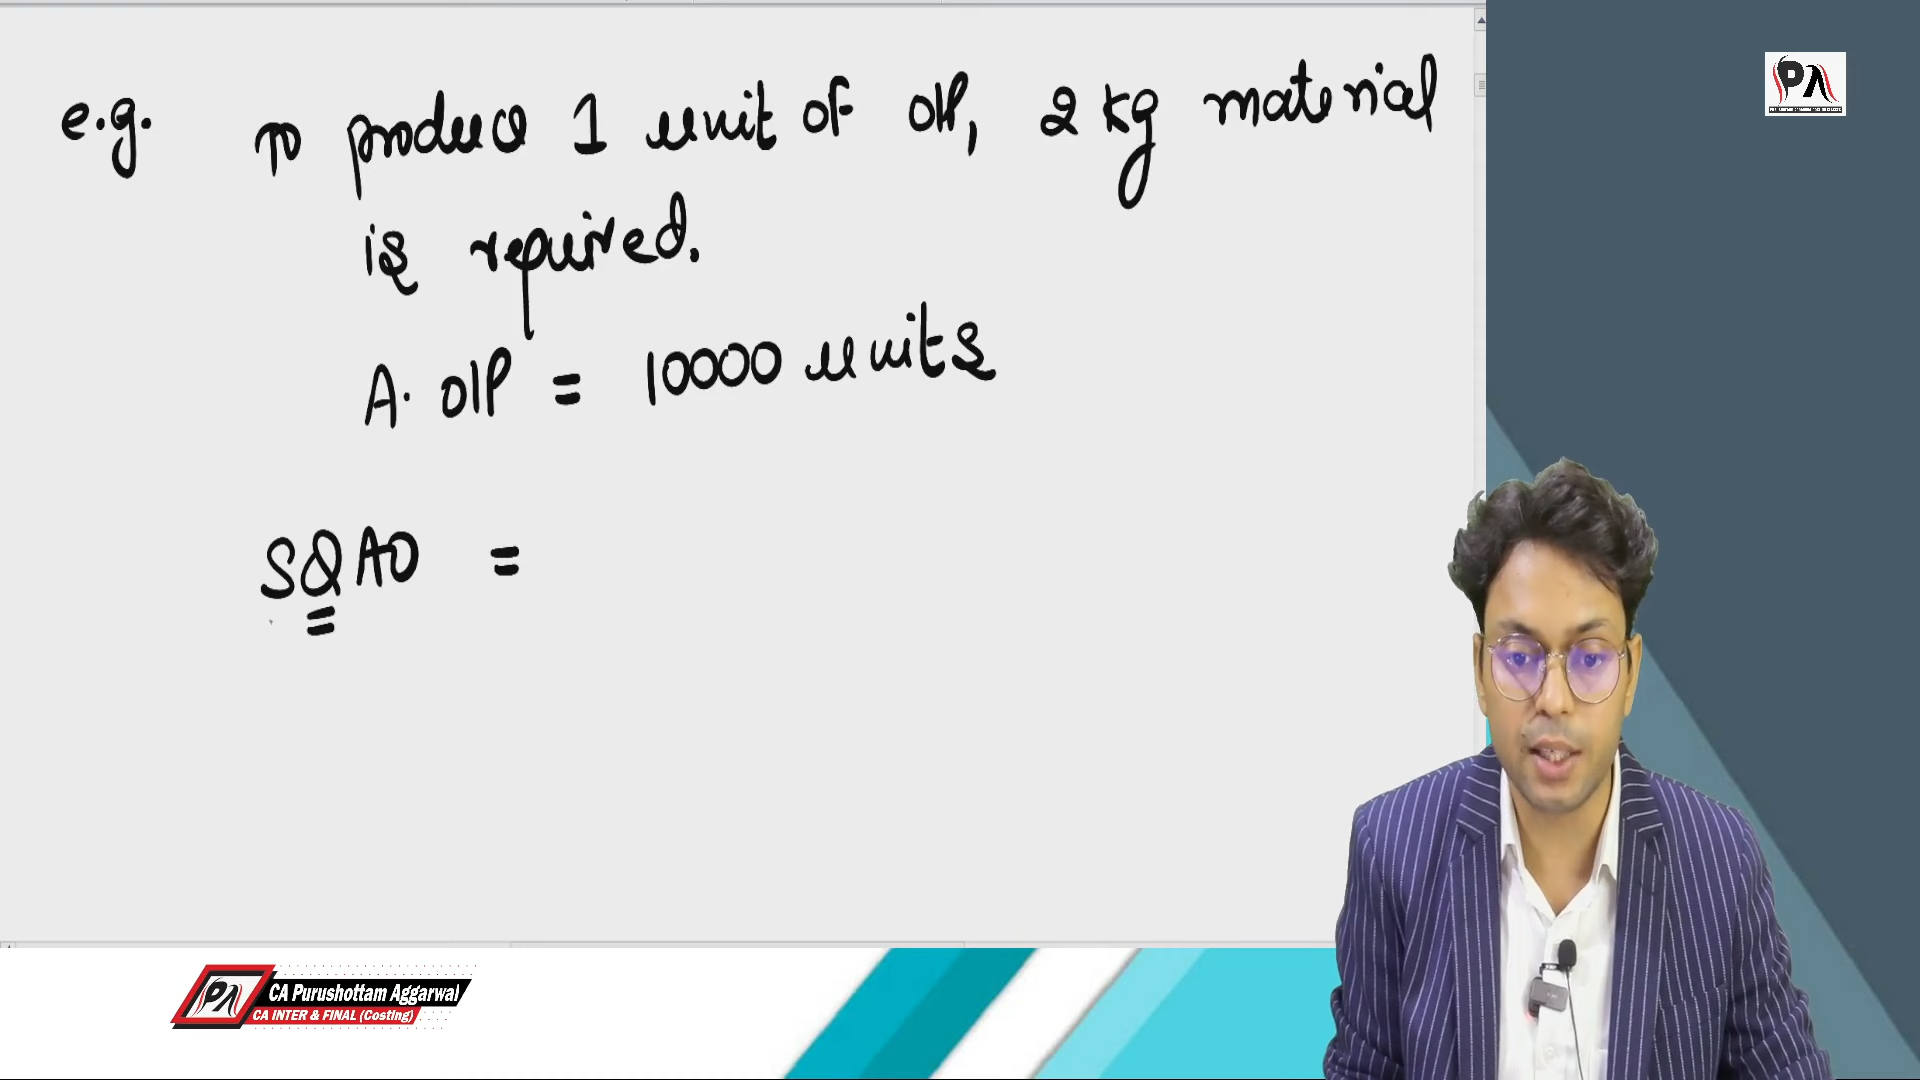 e.g. To produce 1 unit of O/P, 2 kg material
is required.
A. O/P = 10000 units
SQAO =
PA
CA Purushottam Aggarwal
CA INTER & FINAL (Costing)